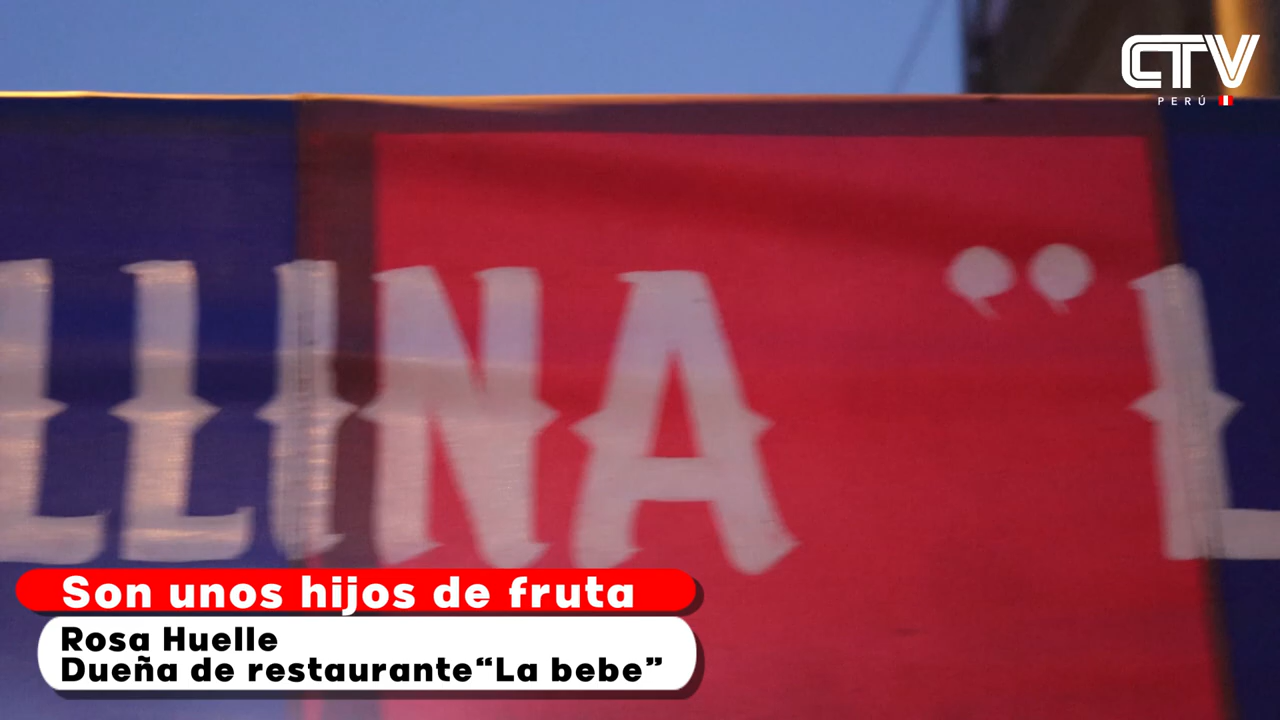 CTV
PERÚ
LLINA "L
Son unos hijos de fruta
Rosa Huelle
Dueña de restaurante“La bebe”